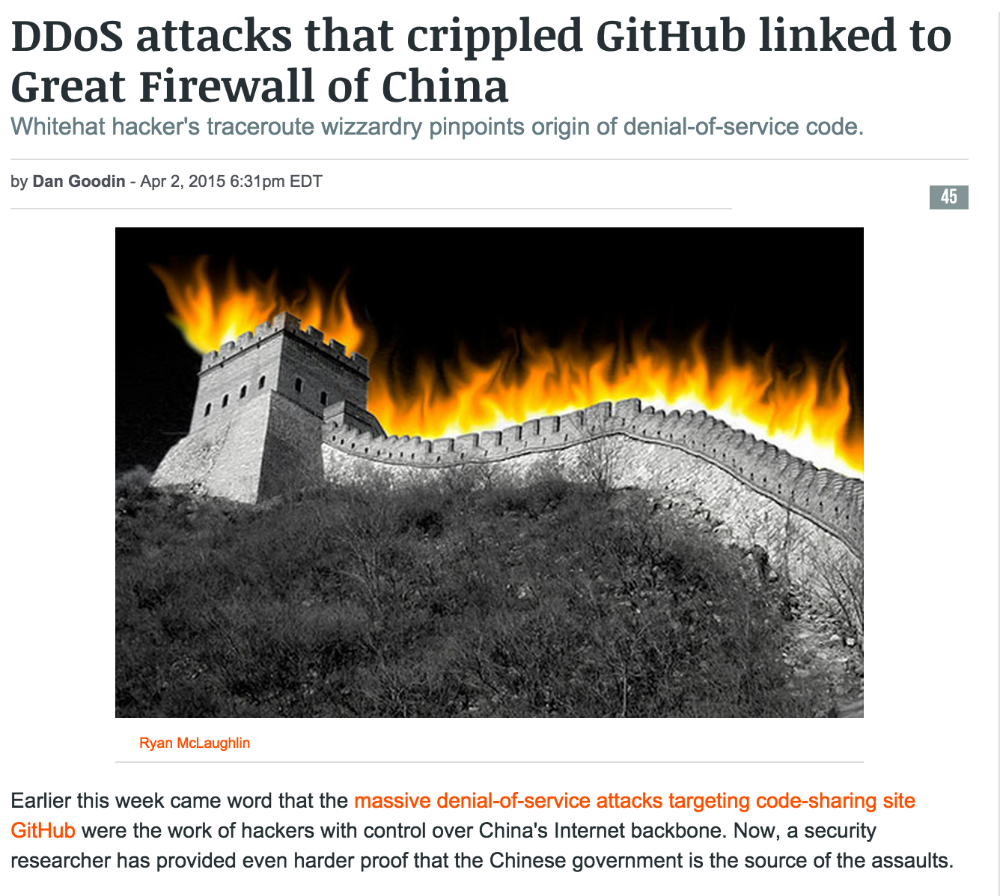 DDoS attacks that crippled GitHub linked to
Great Firewall of China
Whitehat hacker's traceroute wizzardry pinpoints origin of denial-of-service code.
by Dan Goodin - Apr 2, 2015 6:31pm EDT
45
Ryan McLaughlin
Earlier this week came word that the massive denial-of-service attacks targeting code-sharing site
GitHub were the work of hackers with control over China's Internet backbone. Now, a security
researcher has provided even harder proof that the Chinese government is the source of the assaults.